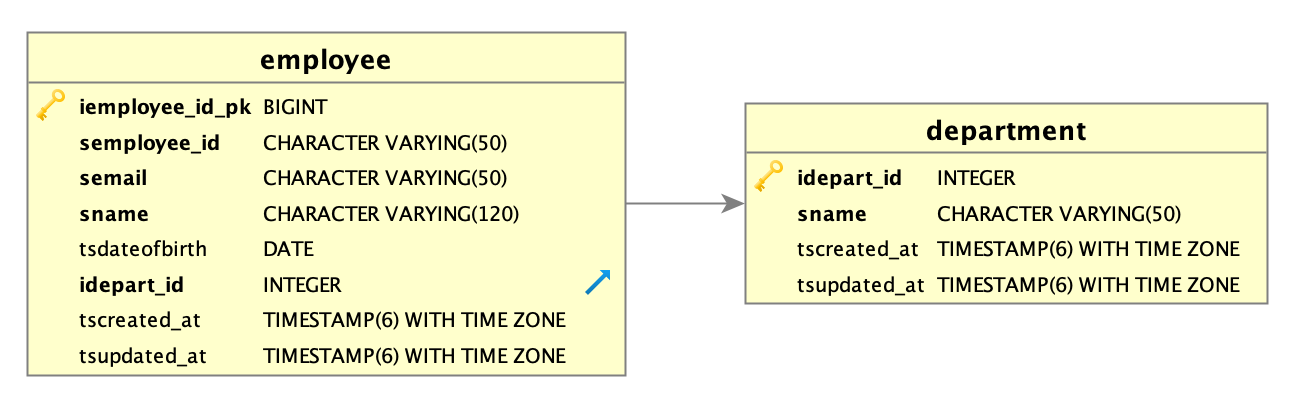 employee
iemployee_id_pk BIGINT
semployee_id CHARACTER VARYING(50)
semail CHARACTER VARYING(50)
sname CHARACTER VARYING(120)
tsdateofbirth DATE
idepart_id INTEGER
tscreated_at TIMESTAMP(6) WITH TIME ZONE
tsupdated_at TIMESTAMP(6) WITH TIME ZONE
department
idepart_id INTEGER
sname CHARACTER VARYING(50)
tscreated_at TIMESTAMP(6) WITH TIME ZONE
tsupdated_at TIMESTAMP(6) WITH TIME ZONE